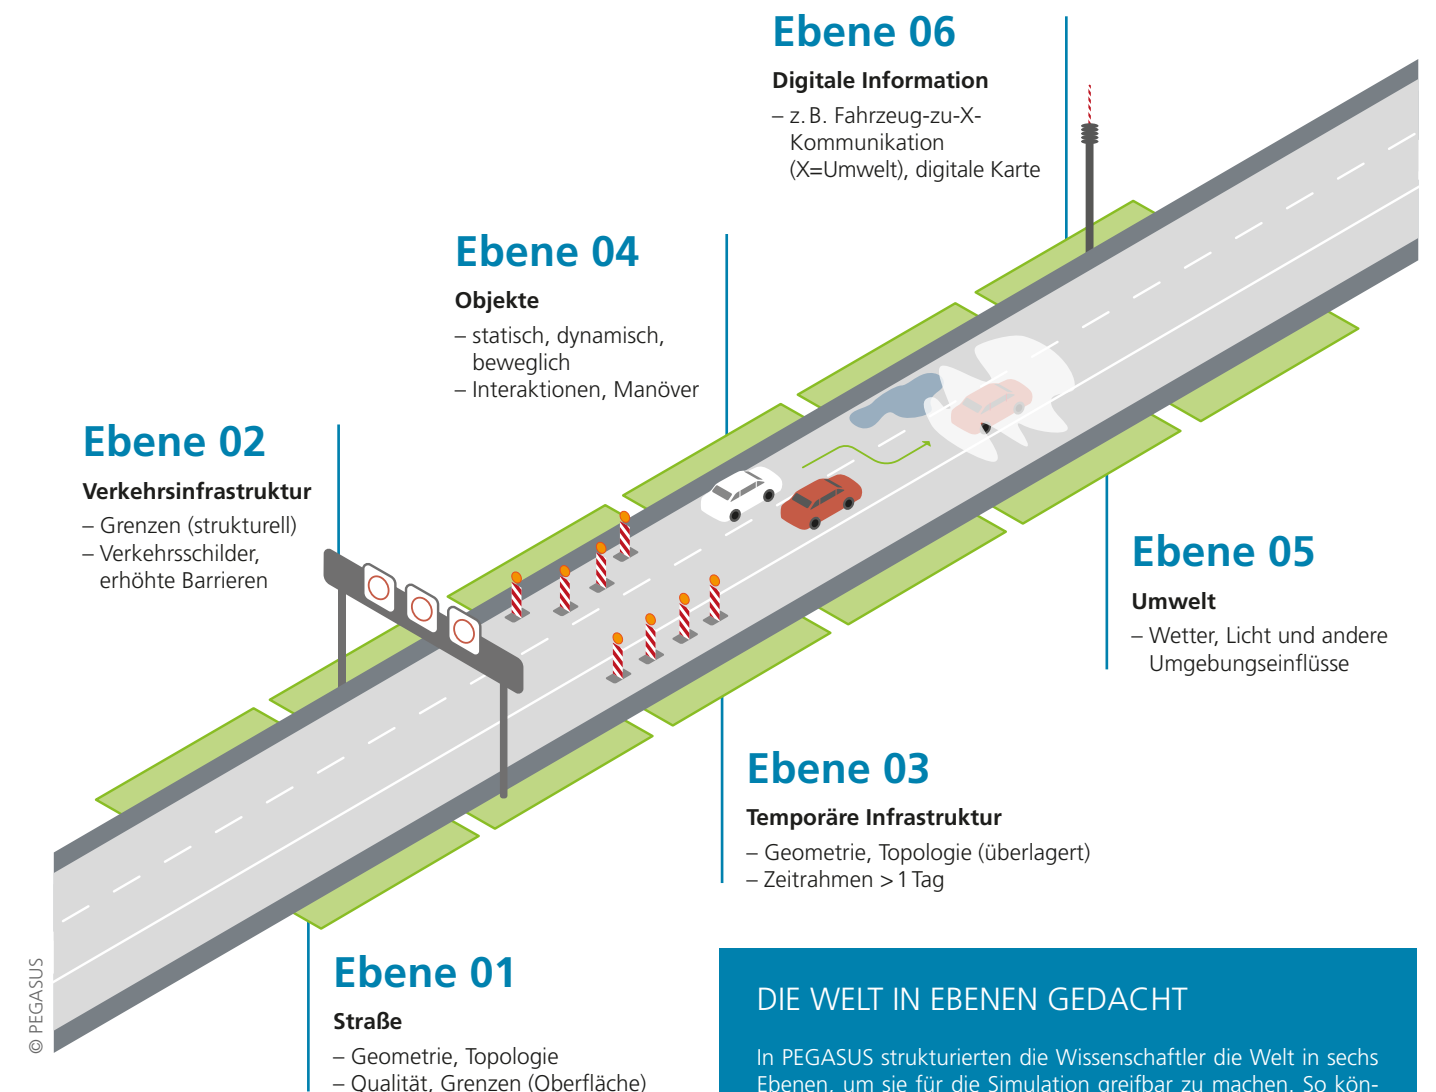 Ebene 06
Digitale Information
– z. B. Fahrzeug-zu-X-
Kommunikation
(X=Umwelt), digitale Karte
Ebene 04
Objekte
– statisch, dynamisch,
beweglich
– Interaktionen, Manöver
Ebene 02
Verkehrsinfrastruktur
– Grenzen (strukturell)
– Verkehrsschilder,
erhöhte Barrieren
Ebene 05
Umwelt
– Wetter, Licht und andere
Umgebungseinflüsse
Ebene 03
Temporäre Infrastruktur
– Geometrie, Topologie (überlagert)
– Zeitrahmen > 1 Tag
Ebene 01
Straße
– Geometrie, Topologie
– Qualität, Grenzen (Oberfläche)
© PEGASUS
DIE WELT IN EBENEN GEDACHT
In PEGASUS strukturierten die Wissenschaftler die Welt in sechs
Ebenen, um sie für die Simulation greifbar zu machen. So kön-